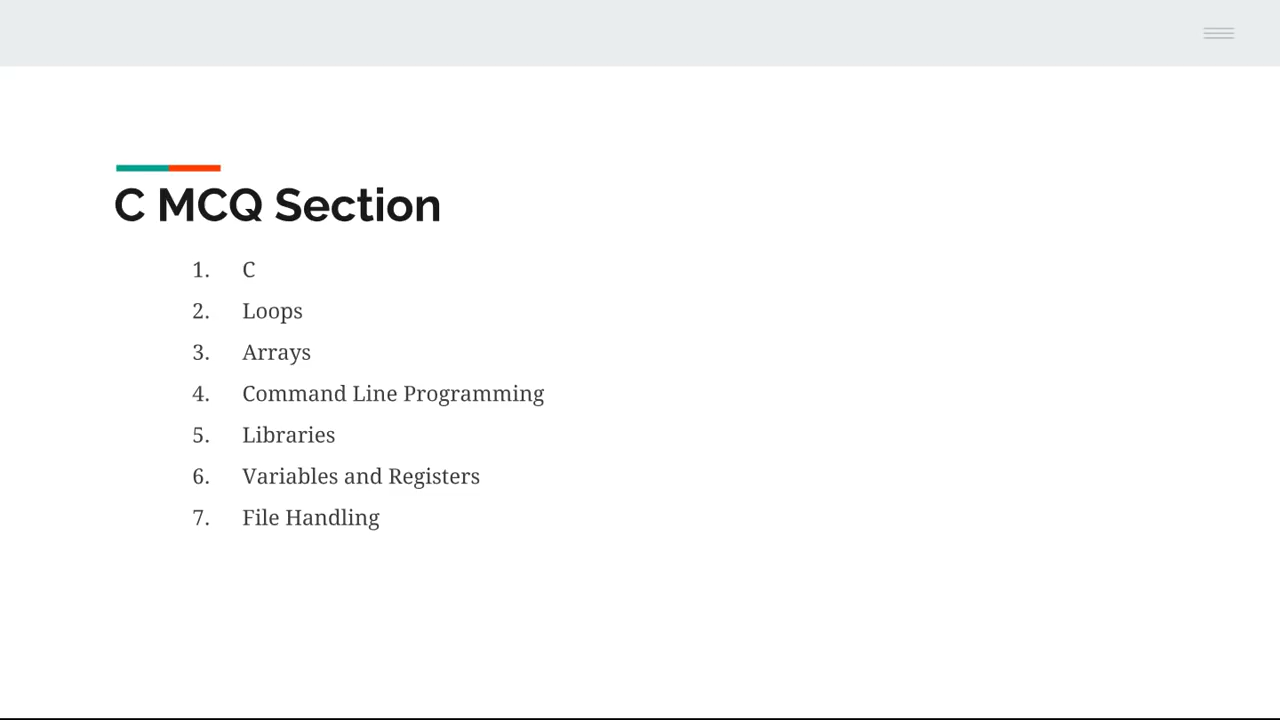 C MCQ Section
1. C
2. Loops
3. Arrays
4. Command Line Programming
5. Libraries
6. Variables and Registers
7. File Handling